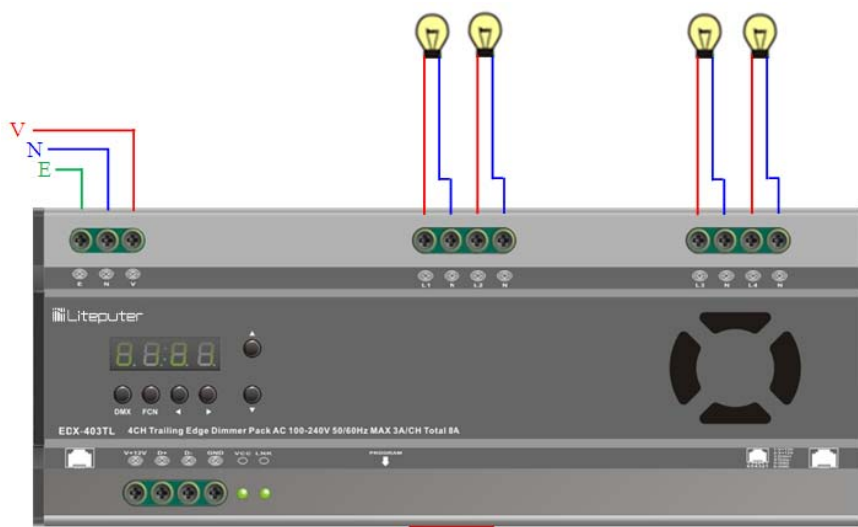 V
N
E
E N V
L1 N L2 N
L3 N L4 N
Liteputer
DMX FCN
EDX-403TL 4CH Trailing Edge Dimmer Pack AC 100-240V 50/60Hz MAX 3A/CH Total 8A
V+12V D+ D- GND VCC LNK
PROGRAM